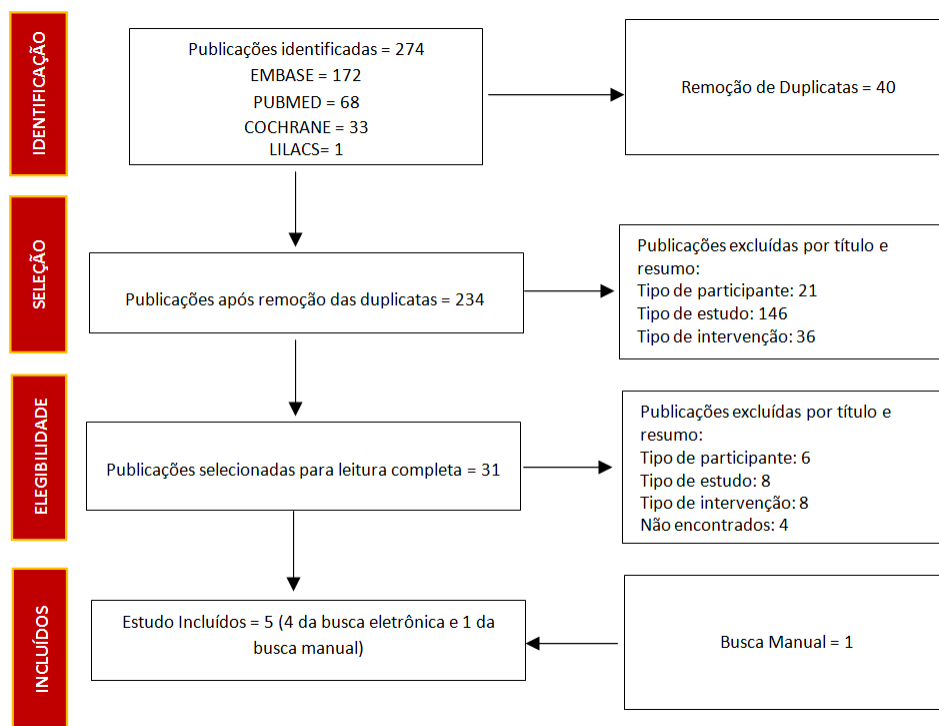 IDENTIFICAÇÃO
Publicações identificadas = 274
EMBASE = 172
PUBMED = 68
COCHRANE = 33
LILACS= 1
Remoção de Duplicatas = 40
SELEÇÃO
Publicações após remoção das duplicatas = 234
Publicações excluídas por título e
resumo:
Tipo de participante: 21
Tipo de estudo: 146
Tipo de intervenção: 36
ELEGIBILIDADE
Publicações selecionadas para leitura completa = 31
Publicações excluídas por título e
resumo:
Tipo de participante: 6
Tipo de estudo: 8
Tipo de intervenção: 8
Não encontrados: 4
INCLUÍDOS
Estudo Incluídos = 5 (4 da busca eletrônica e 1 da
busca manual)
Busca Manual = 1